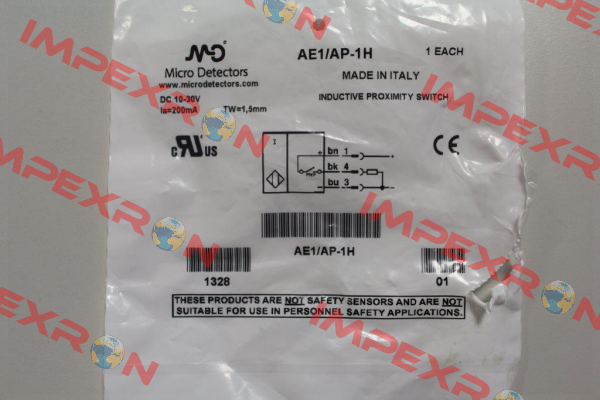 MD
Micro Detectors
www.microdetectors.com
AE1/AP-1H
1 EACH
MADE IN ITALY
INDUCTIVE PROXIMITY SWITCH
DC 10-30V
Ia=200mA
TW=1,5mm
c RU US
CE
I
+ bn 1 +
bk 4
- bu 3 -
AE1/AP-1H
1328
01
THESE PRODUCTS ARE NOT SAFETY SENSORS AND ARE NOT
SUITABLE FOR USE IN PERSONNEL SAFETY APPLICATIONS.
IMPEXRON
IMPEXRON
IMPEXRON
IMPEXRON
IMPEXRON
IMPEXRON